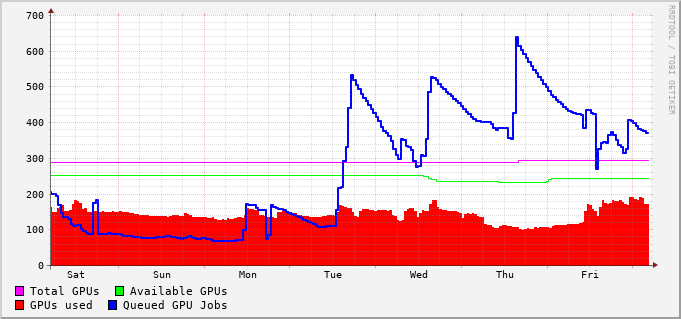 700
600
500
400
300
200
100
0
Sat Sun Mon Tue Wed Thu Fri
Total GPUs Available GPUs
GPUs used Queued GPU Jobs
RRDTOOL / TOBI OETIKER